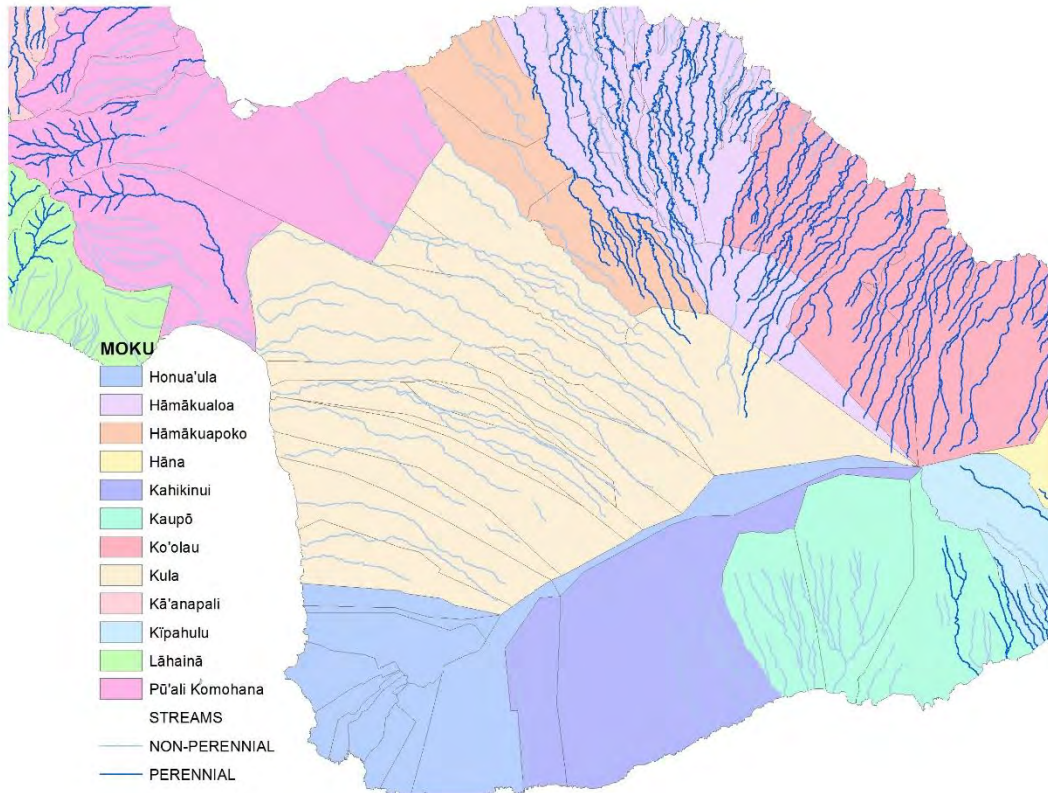 MOKU
Honua'ula
Hāmākualoa
Hāmākuapoko
Hāna
Kahikinui
Kaupō
Ko'olau
Kula
Kā'anapali
Kïpahulu
Lāhainā
Pū'ali Komohana
STREAMS
NON-PERENNIAL
PERENNIAL